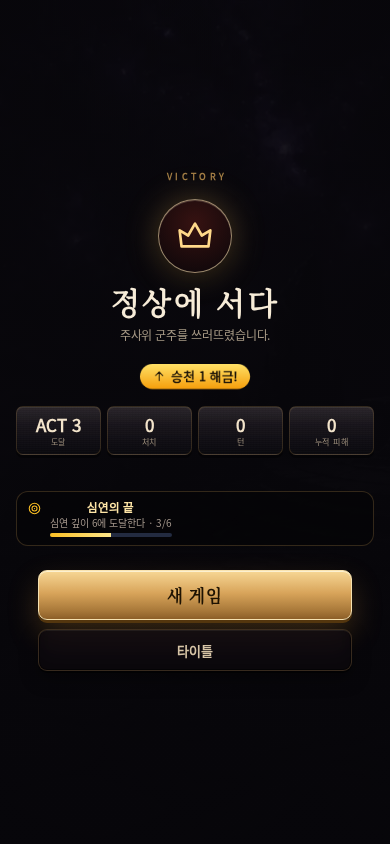 VICTORY
정상에 서다
주사위 군주를 쓰러뜨렸습니다.
↑ 승천 1 해금!
ACT 3
도달
0
처치
0
턴
0
누적 피해
심연의 끝
심연 깊이 6에 도달한다 · 3/6
새 게임
타이틀